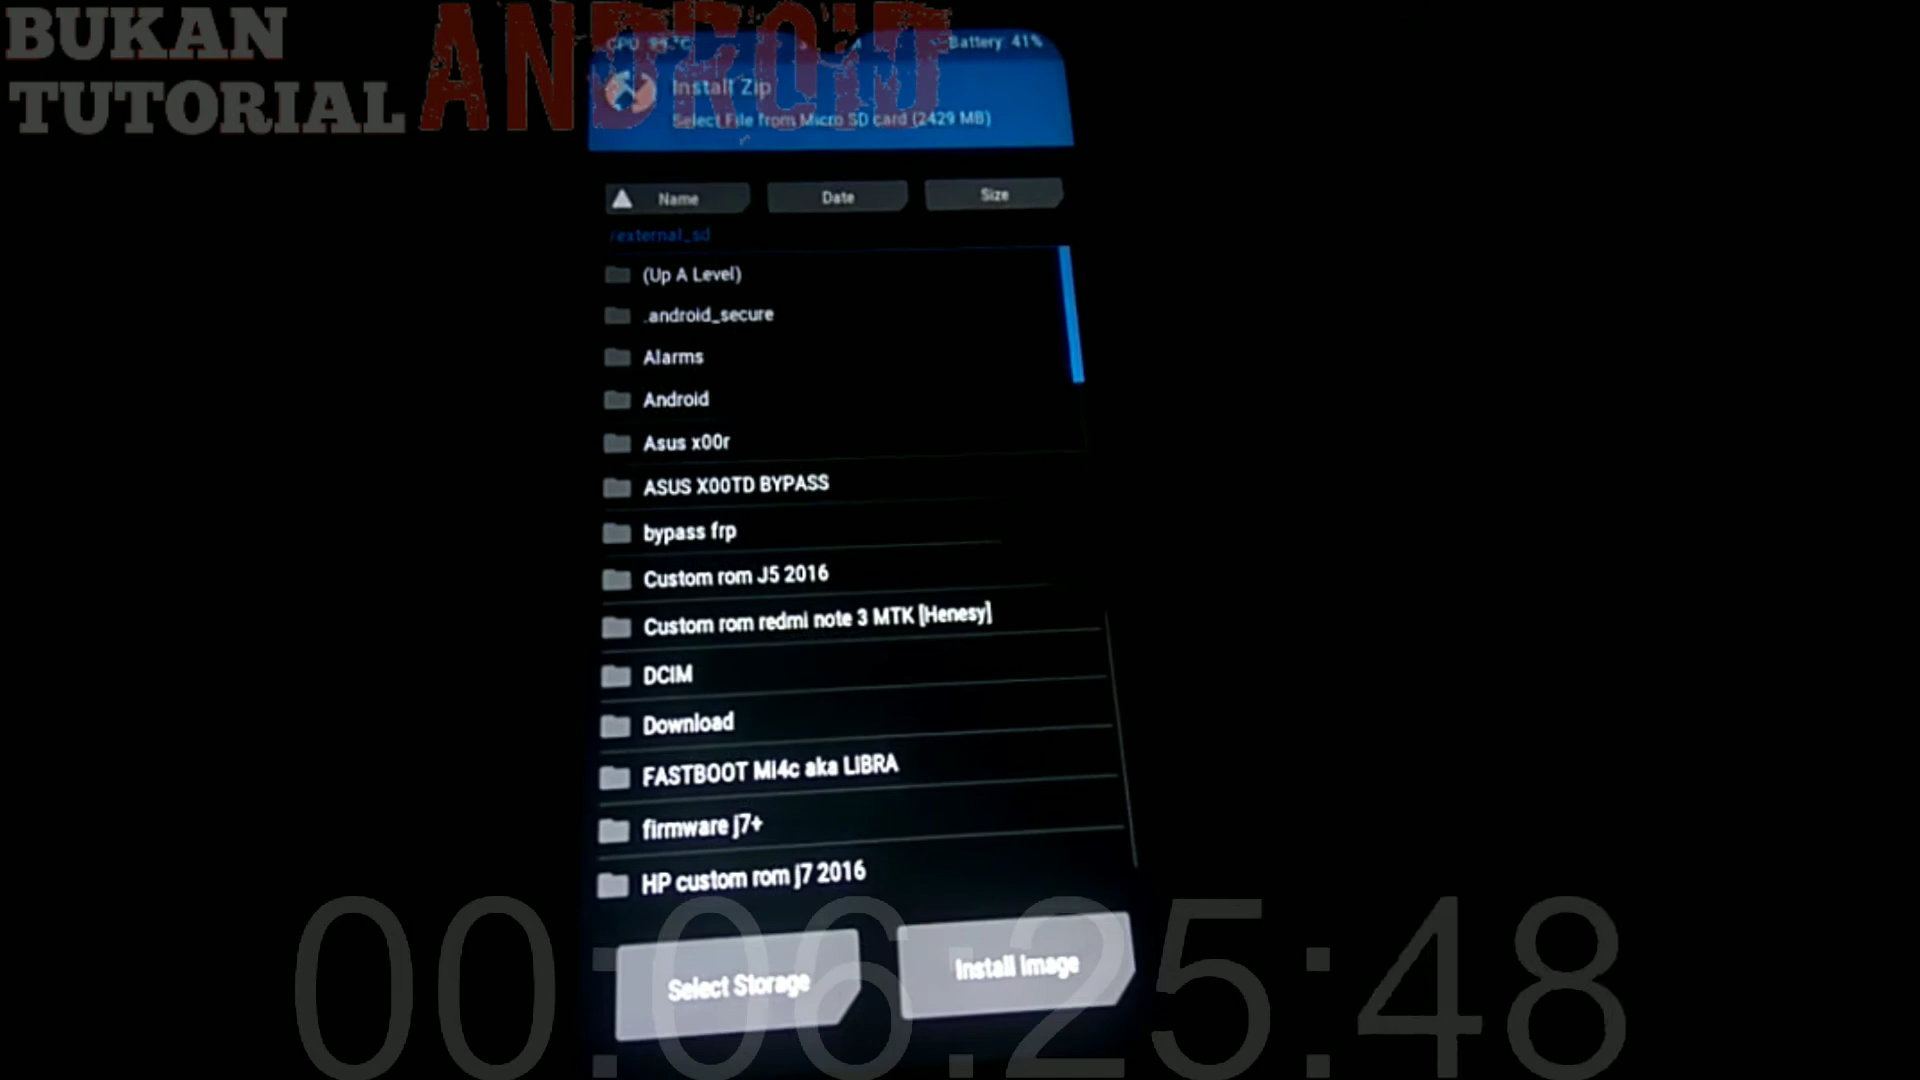 BUKAN
TUTORIAL
ANDROID
Battery: 41%
Install Zip
Select File from Micro SD card (2429 MB)
Name
Date
Size
/external_sd
(Up A Level)
.android_secure
Alarms
Android
Asus x00r
ASUS X00TD BYPASS
bypass frp
Custom rom J5 2016
Custom rom redmi note 3 MTK [Henesy]
DCIM
Download
FASTBOOT MI4c aka LIBRA
firmware j7+
HP custom rom j7 2016
Select Storage
Install Image
00:06:25:48